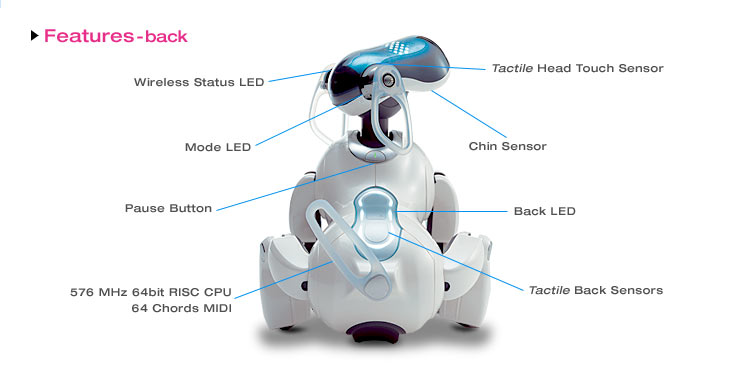 Features-back
Wireless Status LED
Tactile Head Touch Sensor
Mode LED
Chin Sensor
Pause Button
Back LED
576 MHz 64bit RISC CPU
64 Chords MIDI
Tactile Back Sensors